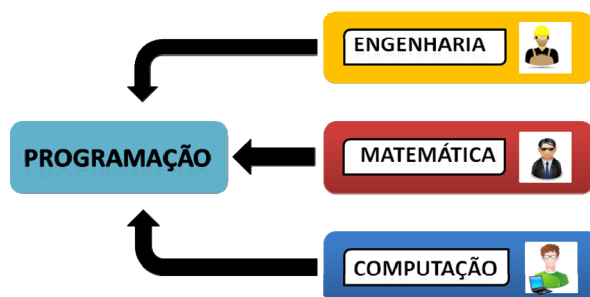 ENGENHARIA
PROGRAMAÇÃO
MATEMÁTICA
COMPUTAÇÃO